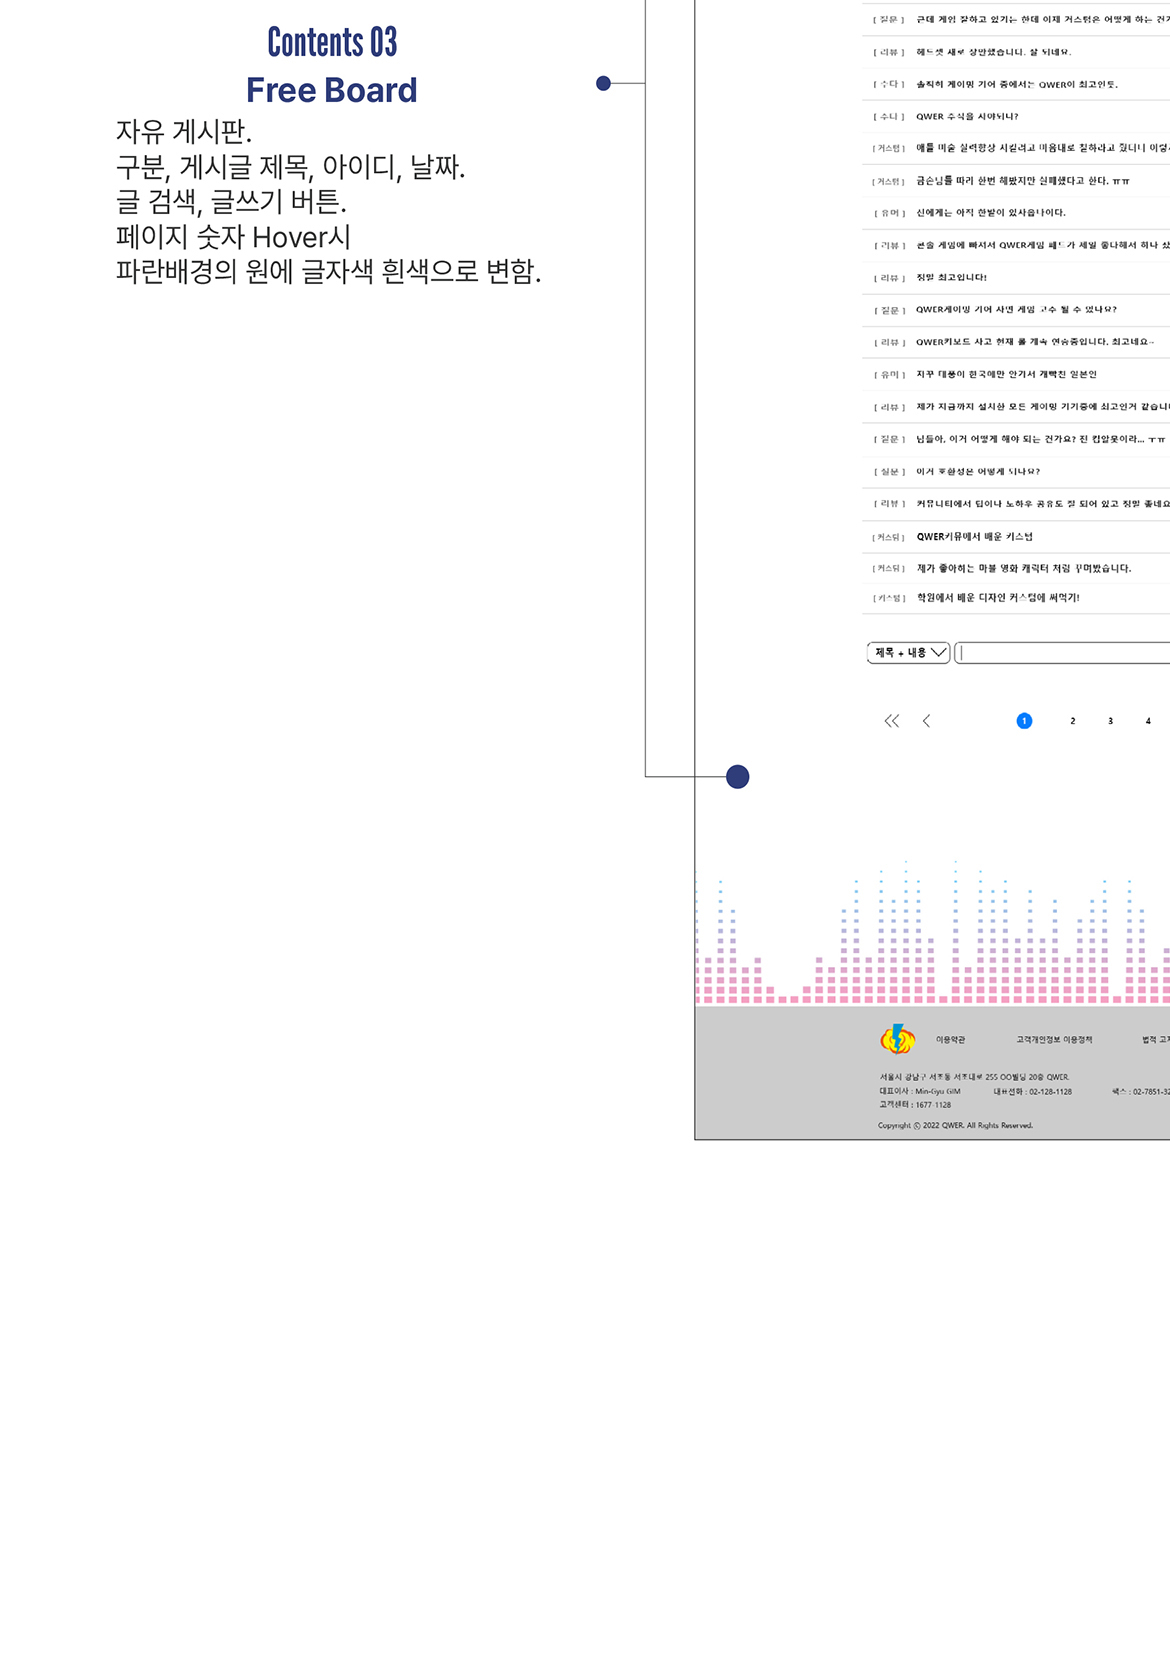 Contents 03
Free Board
자유 게시판.
구분, 게시글 제목, 아이디, 날짜.
글 검색, 글쓰기 버튼.
페이지 숫자 Hover시
파란배경의 원에 글자색 흰색으로 변함.
[ 질문 ] 근데 게임 잘하고 있기는 한데 이제 커스텀은 어떻게 하는 건가
[ 리뷰 ] 헤드셋 새로 장만했습니다. 잘 되네요.
[ 수다 ] 솔직히 게이밍 기어 중에서는 QWER이 최고인듯.
[ 수다 ] QWER 주식을 사야되나?
[ 커스텀 ] 애들 미술 실력향상 시킬려고 마음대로 칠하라고 했더니
[ 커스텀 ] 금손님들 따라 한번 해봤지만 실패했다고 한다. ㅠㅠ
[ 유머 ] 신에게는 아직 한발이 있사옵나이다.
[ 리뷰 ] 콘솔 게임에 빠져서 QWER게임 패드가 제일 좋다해서 하나 샀
[ 리뷰 ] 정말 최고입니다!
[ 질문 ] QWER게이밍 기어 사면 게임 고수 될 수 있나요?
[ 리뷰 ] QWER키보드 사고 현재 롤 계속 연승중입니다. 최고네요~
[ 유머 ] 지꾸 태풍이 한국에만 안가서 개빡친 일본인
[ 리뷰 ] 제가 지금까지 설치한 모든 게이밍 기기중에 최고인거 같습니
[ 질문 ] 님들아, 이거 어떻게 해야 되는 건가요? 전 컴알못이라... ㅜㅠ
[ 질문 ] 이거 호환성은 어떻게 되나요?
[ 리뷰 ] 커뮤니티에서 팁이나 노하우 공유도 잘 되어 있고 정말 좋네요
[ 커스텀 ] QWER키뮤에서 배운 커스텀
[ 커스텀 ] 제가 좋아하는 마블 영화 캐릭터 처럼 꾸며봤습니다.
[ 커스텀 ] 학원에서 배운 디자인 커스텀에 써먹기!
제목 + 내용
1 2 3 4
이용약관 고객개인정보 이용정책 법적 고지
서울시 강남구 서초동 서초대로 255 OO빌딩 20층 QWER.
대표이사 : Min-Gyu GIM 대표전화 : 02-128-1128 팩스 : 02-7851-32
고객센터 : 1677-1128
Copyright ⓒ 2022 QWER. All Rights Reserved.